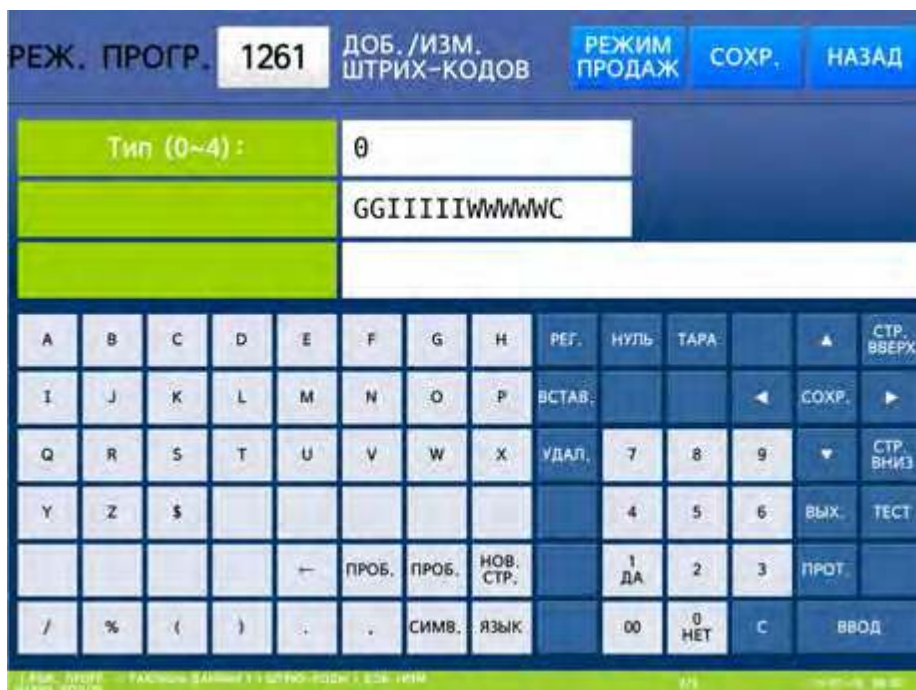 РЕЖ. ПРОГР. 1261 ДОБ./ИЗМ. ШТРИХ-КОДОВ РЕЖИМ ПРОДАЖ СОХР. НАЗАД
Тип (0~4): 0
GGIIIIIWWWWWC
A B C D E F G H РЕГ. НУЛЬ ТАРА ▲ СТР. ВВЕРХ
I J K L M N O P ВСТАВ. ◀ СОХР. ▶
Q R S T U V W X УДАЛ. 7 8 9 ▼ СТР. ВНИЗ
Y Z $ 4 5 6 ВЫХ. ТЕСТ
← ПРОБ. ПРОБ. НОВ. СТР. 1 ДА 2 3 ПРОТ.
/ % ( ) . . СИМВ. ЯЗЫК 00 0 НЕТ C ВВОД